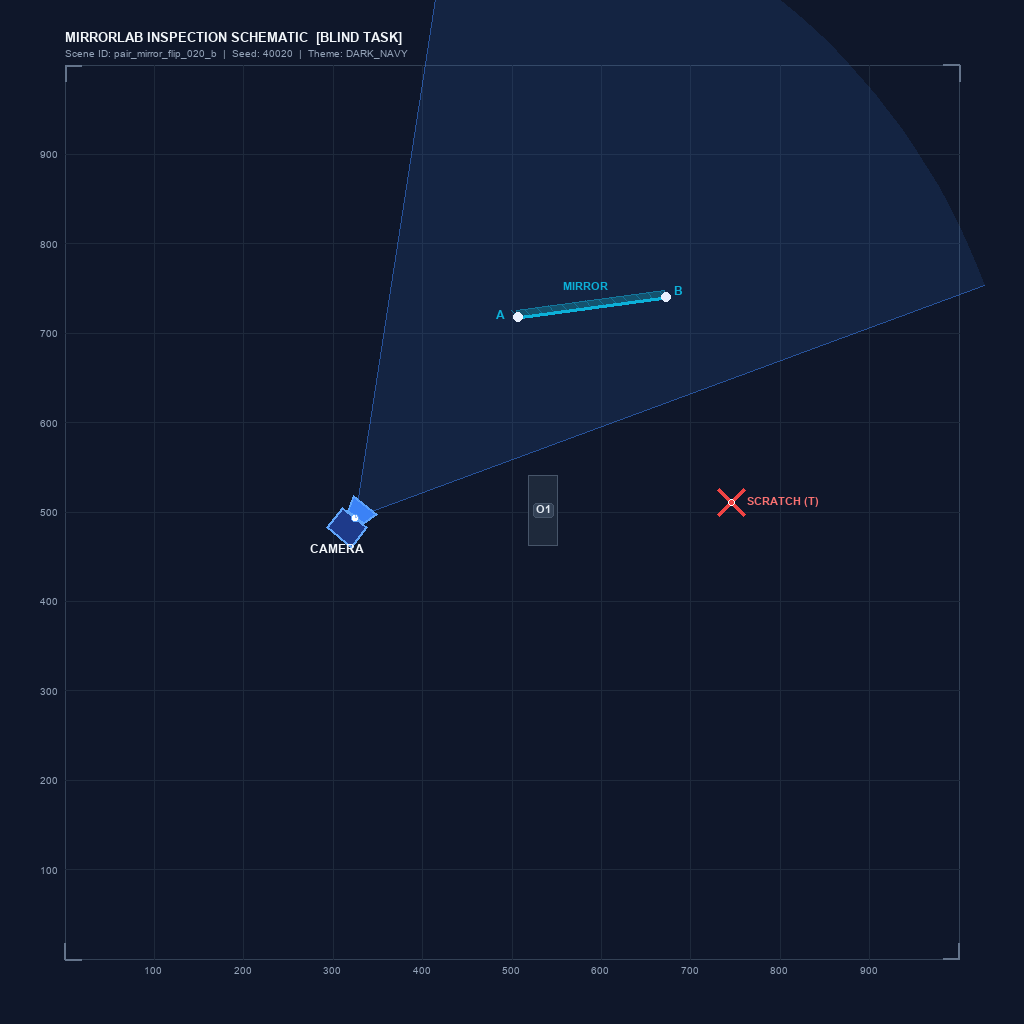 MIRRORLAB INSPECTION SCHEMATIC  [BLIND TASK]
Scene ID: pair_mirror_flip_020_b  |  Seed: 40020  |  Theme: DARK_NAVY
900
800
MIRROR
B
A
700
600
500
O1
SCRATCH (T)
CAMERA
400
300
200
100
100 200 300 400 500 600 700 800 900